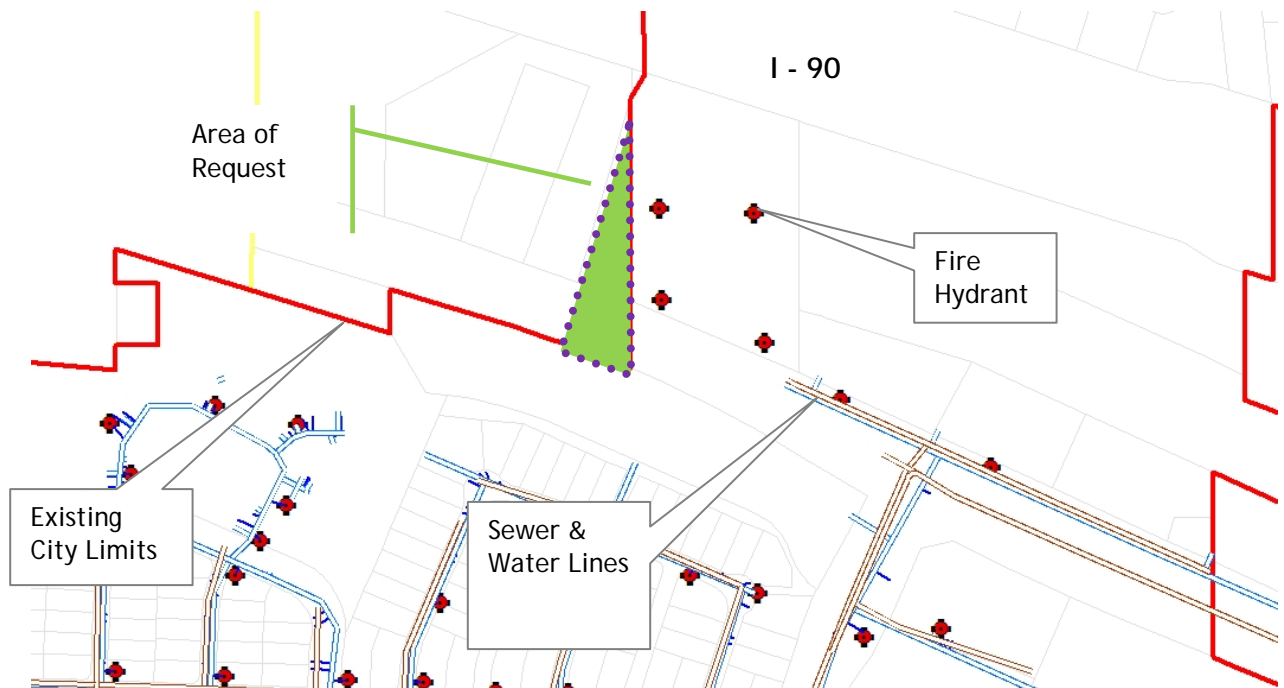 I - 90
Area of
Request
Fire
Hydrant
Existing
City Limits
Sewer &
Water Lines